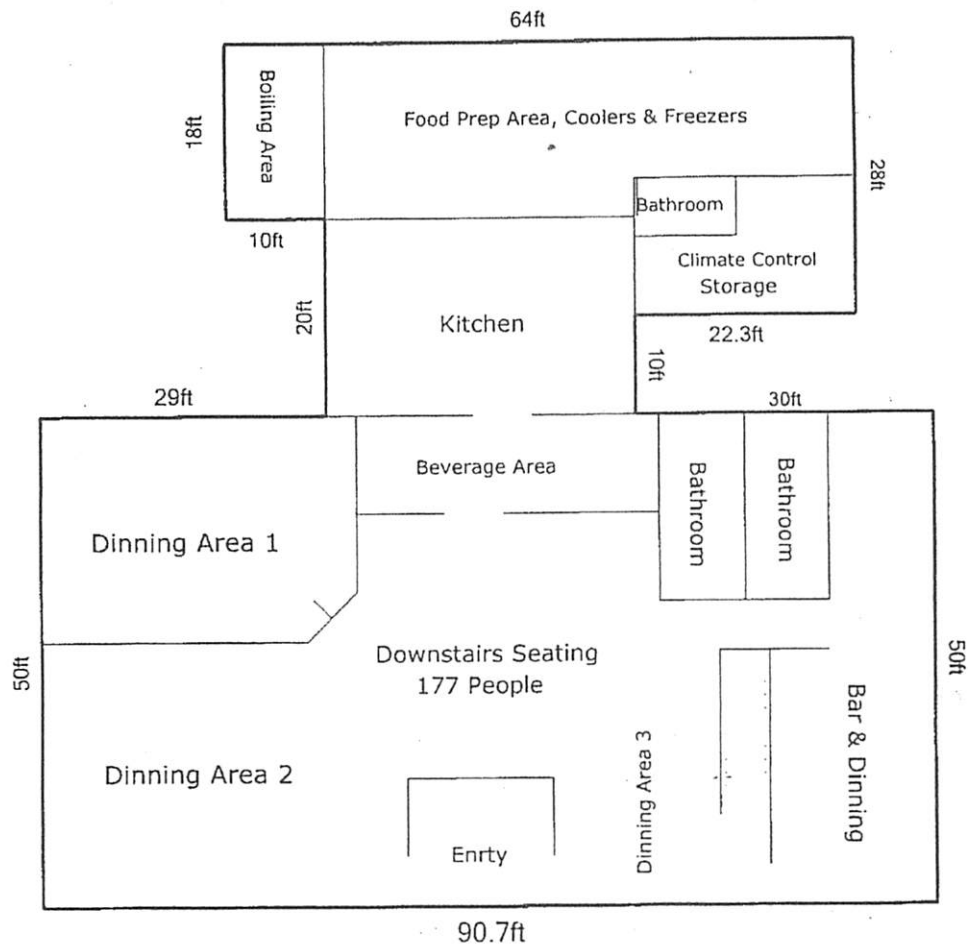 64ft
Boiling Area
18ft
Food Prep Area, Coolers & Freezers
28ft
Bathroom
10ft
Climate Control
Storage
20ft
Kitchen
22.3ft
10ft
29ft
30ft
Beverage Area
Bathroom
Bathroom
Dinning Area 1
50ft
Downstairs Seating
177 People
50ft
Dinning Area 2
Dinning Area 3
Bar & Dinning
Enrty
90.7ft